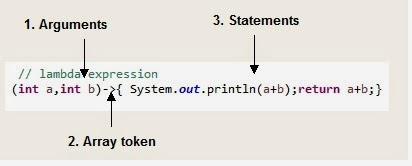 1. Arguments
3. Statements
// lambda expression
(int a,int b)->{ System.out.println(a+b);return a+b;}
2. Array token